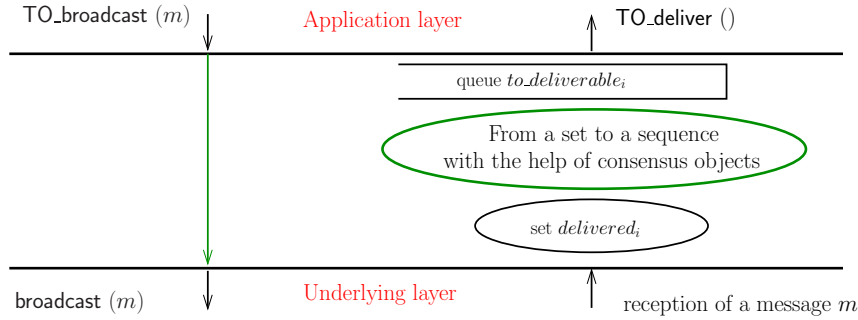 TO_broadcast (m)
Application layer
TO_deliver ()
queue to_deliverable_i
From a set to a sequence
with the help of consensus objects
set delivered_i
broadcast (m)
Underlying layer
reception of a message m